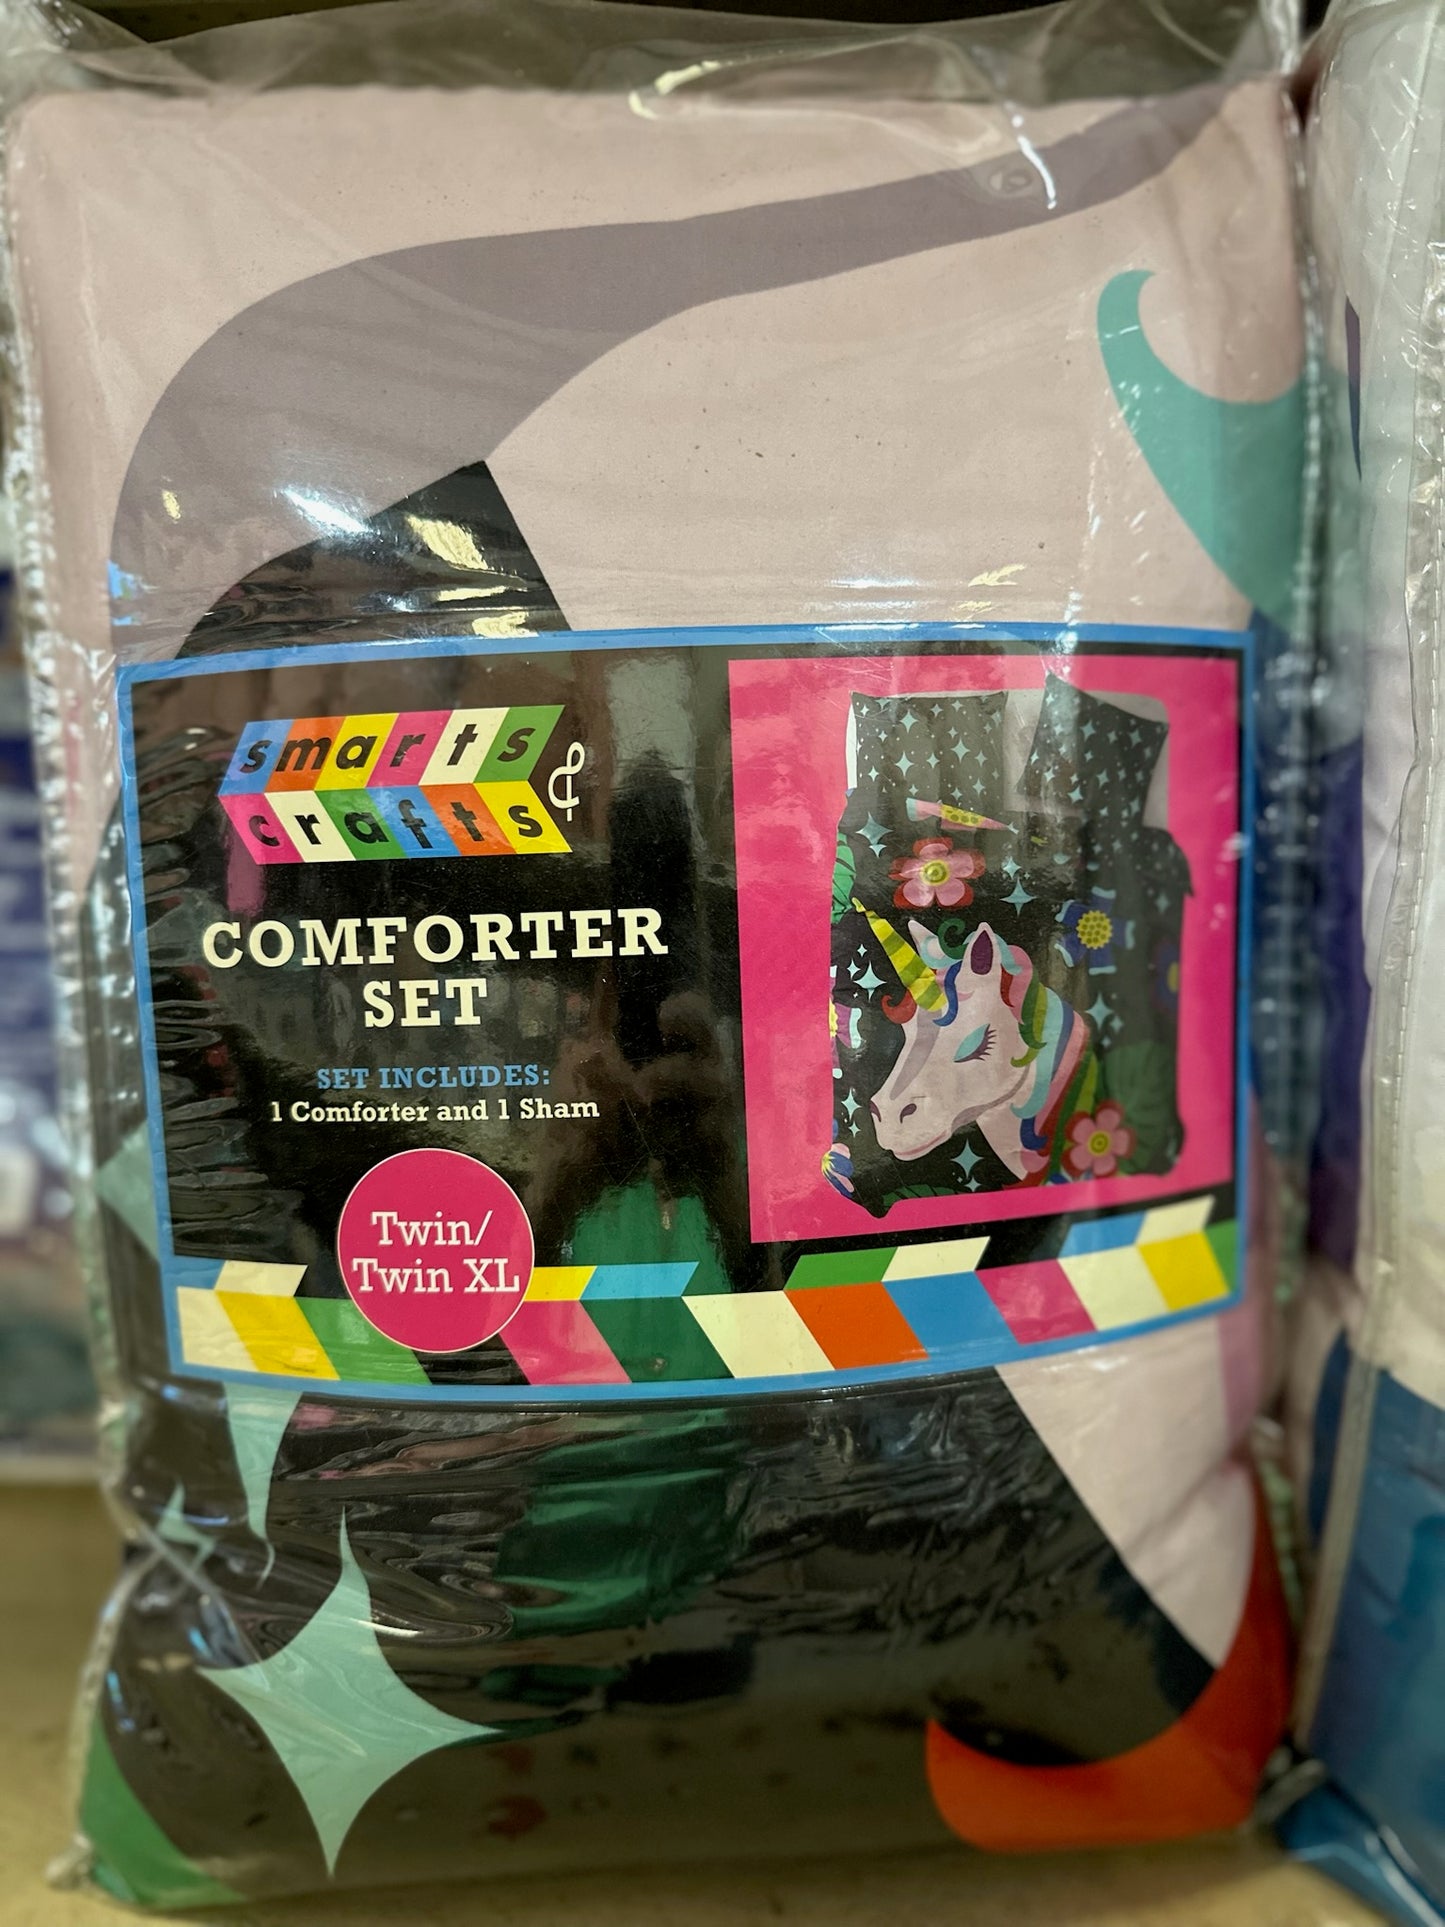 smarts
&
crafts
COMFORTER
SET
SET INCLUDES:
1 Comforter and 1 Sham
Twin/
Twin XL